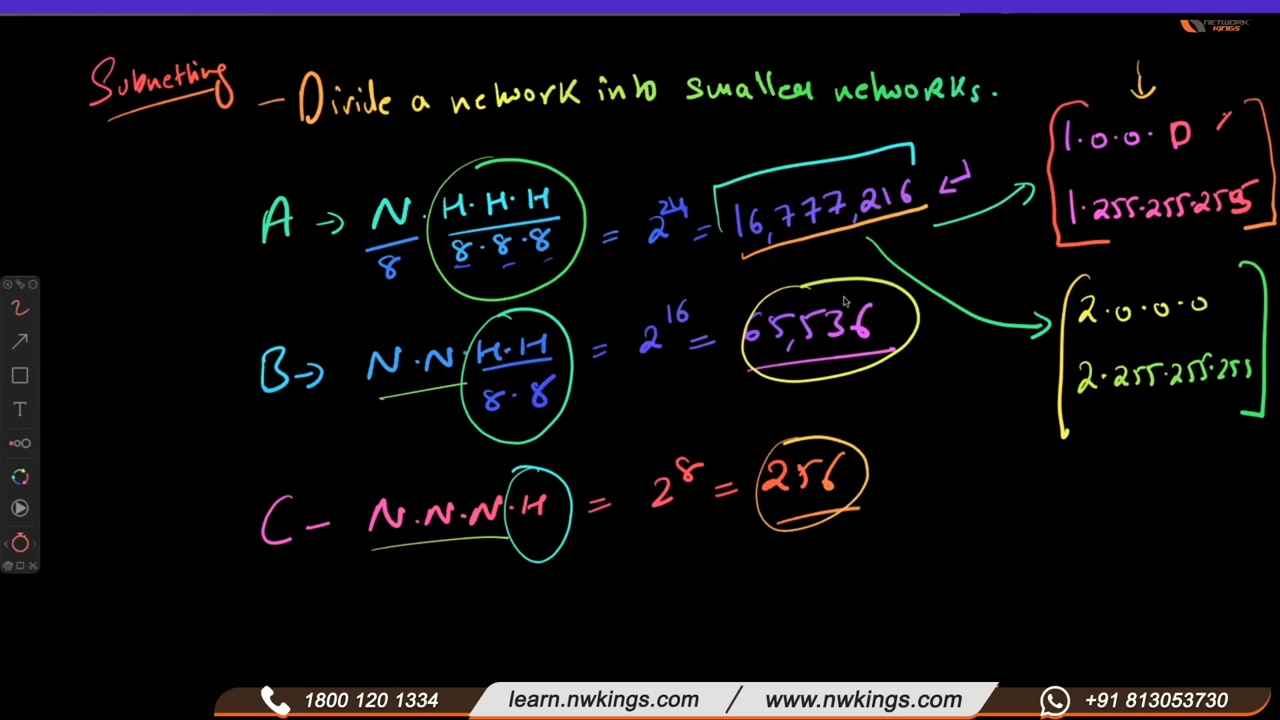 NETWORK
KINGS
Subnetting - Divide a network into smaller networks.
A → N.H.H.H = 2^24 = 16,777,216
8 8.8.8
1.0.0.0
1.255.255.255
B → N.N.H.H = 2^16 = 65,536
8.8
2.0.0.0
2.255.255.255
C - N.N.N.H = 2^8 = 256
T
1800 120 1334 learn.nwkings.com / www.nwkings.com +91 813053730